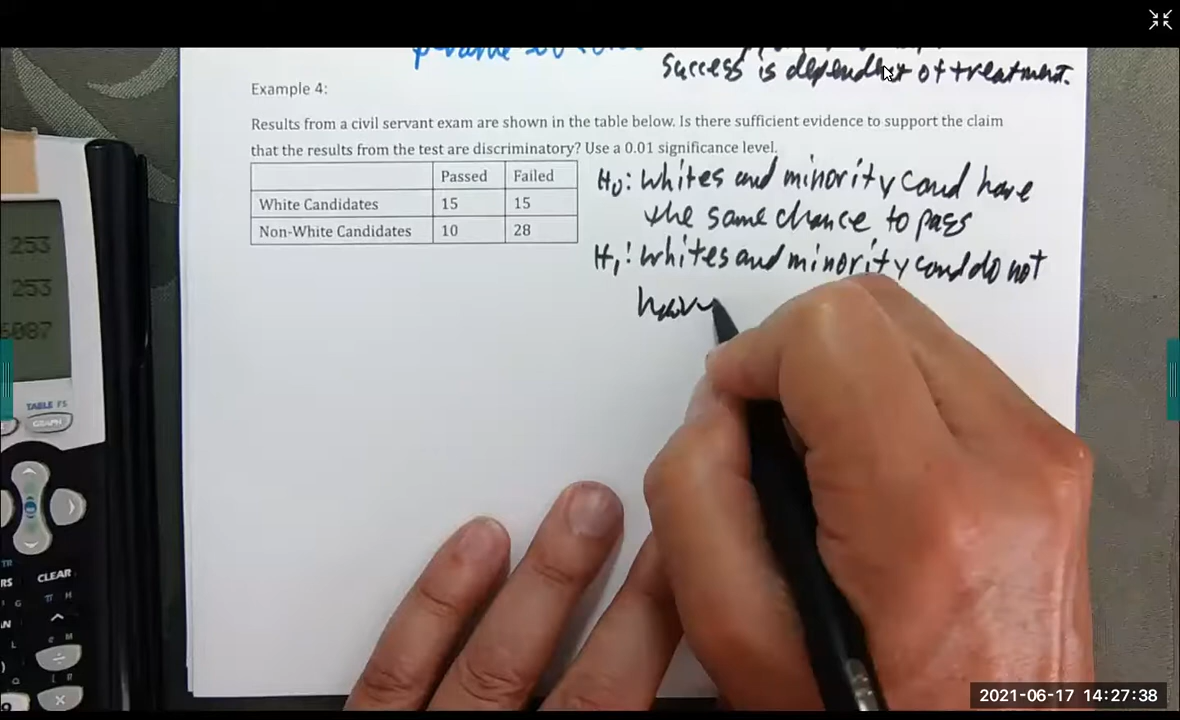 success is dependent of treatment.
Example 4:
Results from a civil servant exam are shown in the table below. Is there sufficient evidence to support the claim
that the results from the test are discriminatory? Use a 0.01 significance level.
Passed Failed
White Candidates 15 15
Non-White Candidates 10 28
H₀: Whites and minority cand have
the same chance to pass
H₁: Whites and minority cand do not
have
253
253
6087
TABLE F5
GRAPH
CLEAR
2021-06-17 14:27:38